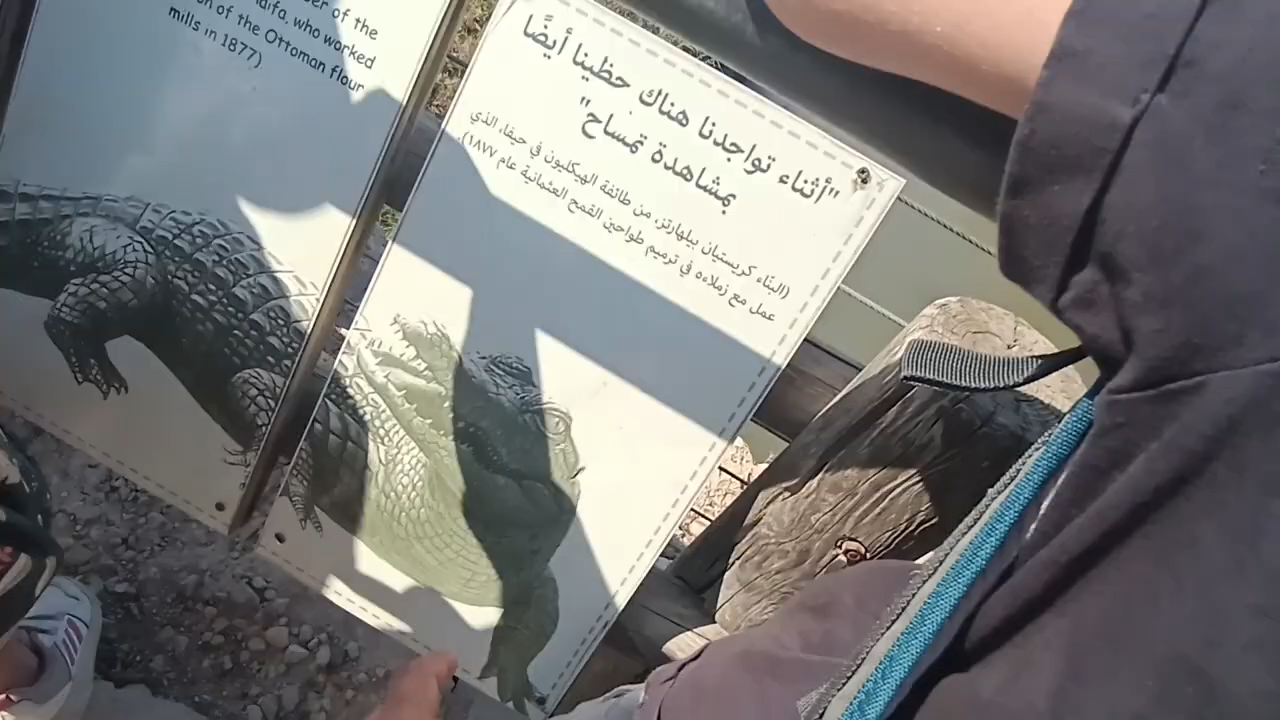 of the
who worked
of the Ottoman flour
mills in 1877)
"أثناء تواجدنا هناك حظينا أيضًا
بمشاهدة تمساح"
(البنّاء كريستيان بيلهارتز، من طائفة الهيكليون في حيفا، الذي
عمل مع زملاءه في ترميم طواحين القمح العثمانية عام ١٨٧٧).